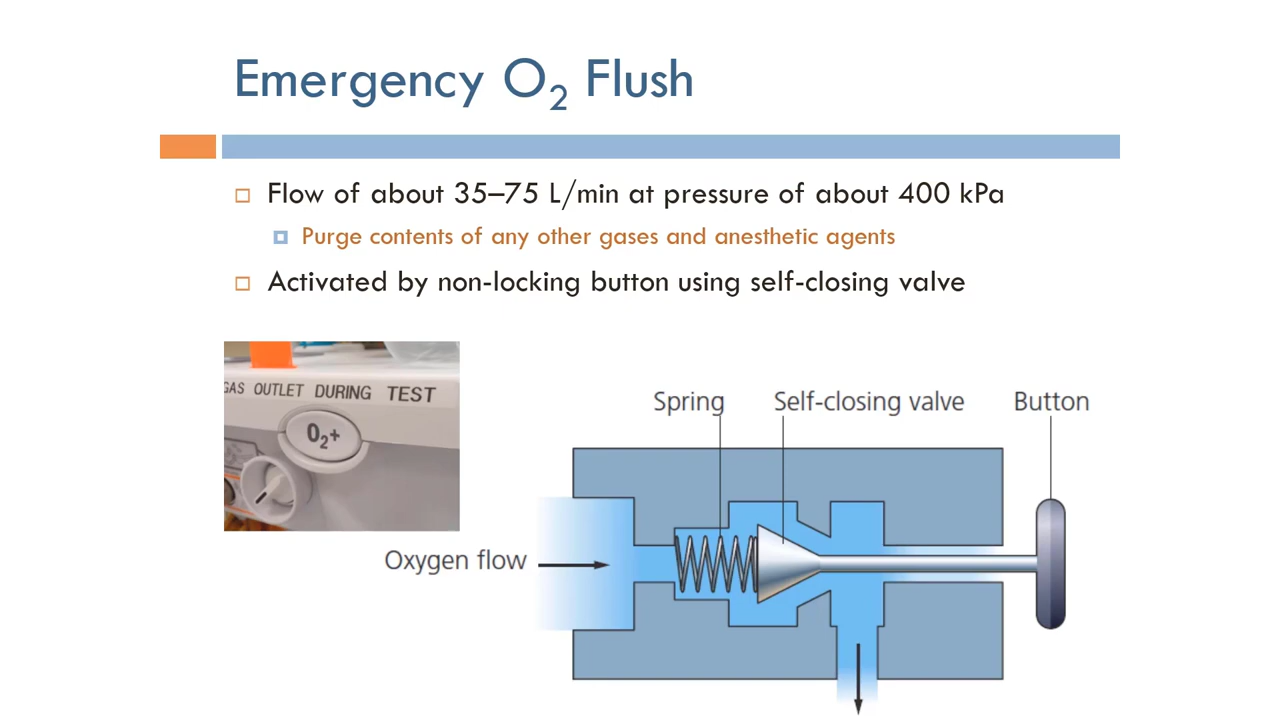 Emergency O₂ Flush
Flow of about 35–75 L/min at pressure of about 400 kPa
Purge contents of any other gases and anesthetic agents
Activated by non-locking button using self-closing valve
GAS OUTLET DURING TEST
O₂+
Spring
Self-closing valve
Button
Oxygen flow